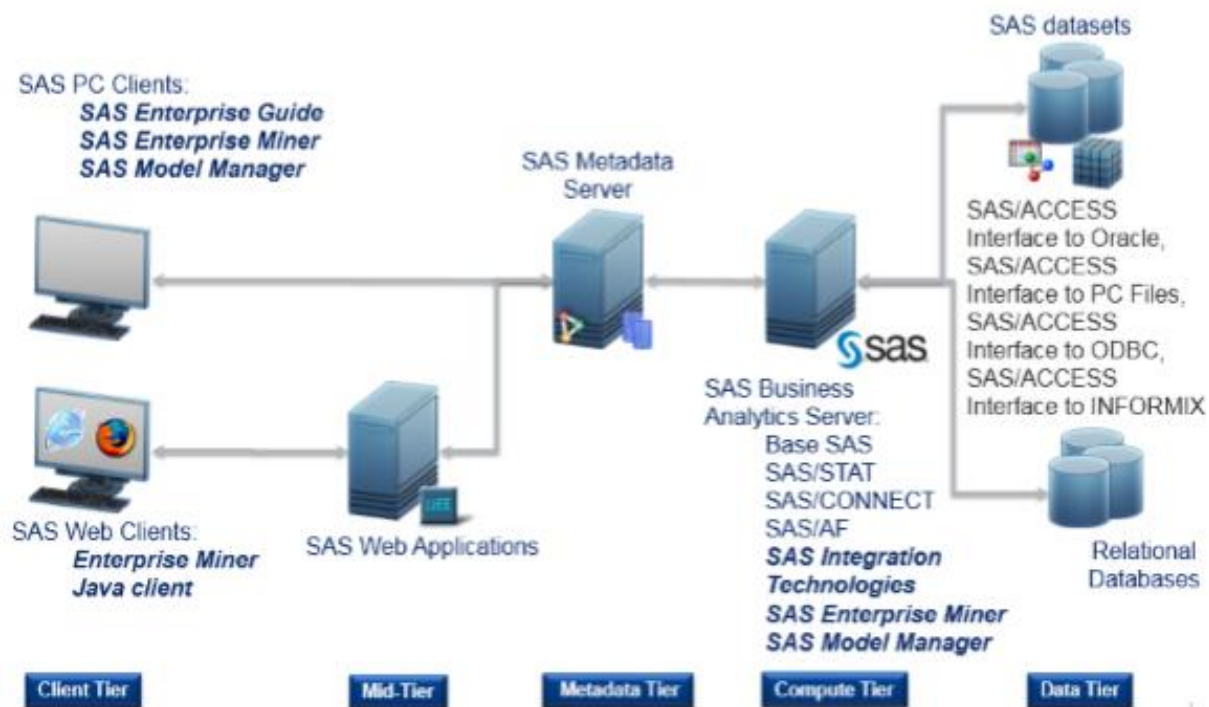 SAS datasets
SAS PC Clients:
SAS Enterprise Guide
SAS Enterprise Miner
SAS Model Manager
SAS Metadata
Server
SAS/ACCESS
Interface to Oracle,
SAS/ACCESS
Interface to PC Files,
SAS/ACCESS
Interface to ODBC,
SAS/ACCESS
Interface to INFORMIX
sas
SAS Business
Analytics Server:
Base SAS
SAS/STAT
SAS/CONNECT
SAS/AF
SAS Integration
Technologies
SAS Enterprise Miner
SAS Model Manager
SAS Web Clients:
Enterprise Miner
Java client
SAS Web Applications
Relational
Databases
Client Tier
Mid-Tier
Metadata Tier
Compute Tier
Data Tier